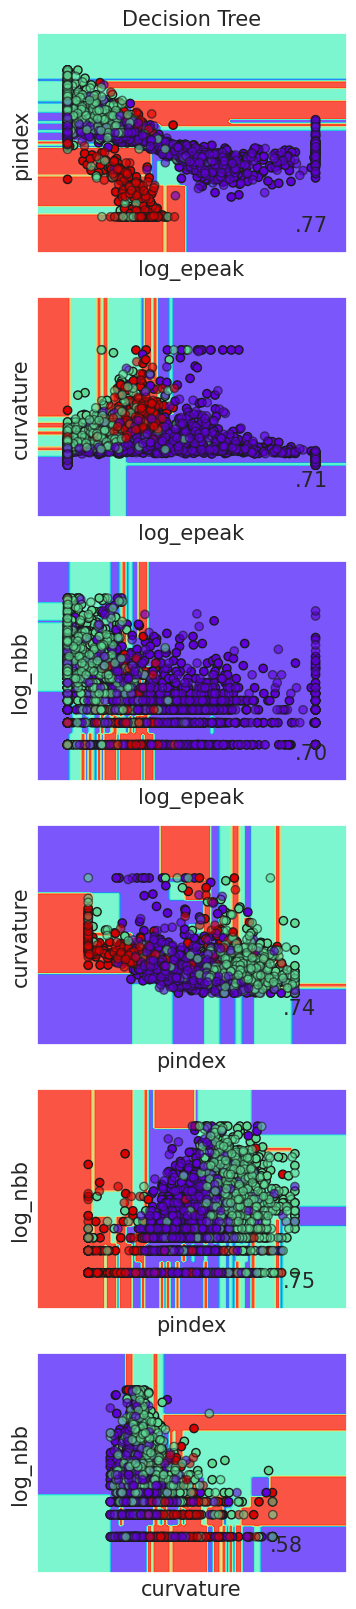 Decision Tree
pindex
.77
log_epeak
curvature
.71
log_epeak
log_nbb
.70
log_epeak
curvature
.74
pindex
log_nbb
.75
pindex
log_nbb
.58
curvature